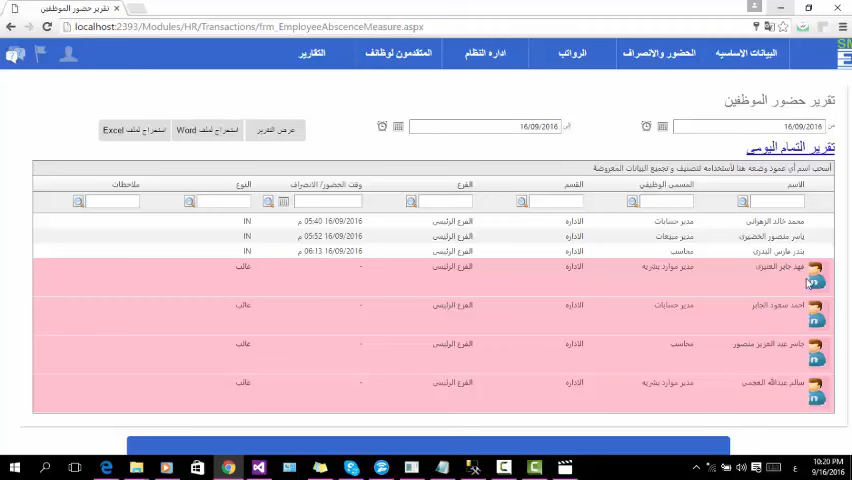 تقرير حضور الموظفين
localhost:2393/Modules/HR/Transactions/frm_EmployeeAbscenceMeasure.aspx
البيانات الاساسيه
الحضور والانصراف
الرواتب
اداره النظام
المتقدمون لوظائف
التقارير
تقرير حضور الموظفين
من 16/09/2016 إلى 16/09/2016
عرض التقرير استخراج لملف Word استخراج لملف Excel
تقرير التمام اليومى
اسحب اسم أي عمود وضعه هنا لأستخدامه لتصنيف و تجميع البيانات المعروضة
الاسم المسمى الوظيفي القسم الفرع وقت الحضور/ الانصراف النوع ملاحظات
محمد خالد الزهرانى مدير حسابات الاداره الفرع الرئيسى 16/09/2016 05:40 م IN
ياسر منصور الخضيرى مدير مبيعات الاداره الفرع الرئيسى 16/09/2016 05:52 م IN
بندر فارس البدرى محاسب الاداره الفرع الرئيسى 16/09/2016 06:13 م IN
فهد جابر العنيزى مدير موارد بشريه الاداره الفرع الرئيسى - غائب
احمد سعود الجابر مدير حسابات الاداره الفرع الرئيسى - غائب
جاسر عبد العزيز منصور محاسب الاداره الفرع الرئيسى - غائب
سالم عبدالله العجمي مدير موارد بشريه الاداره الفرع الرئيسى - غائب
10:20 PM
9/16/2016